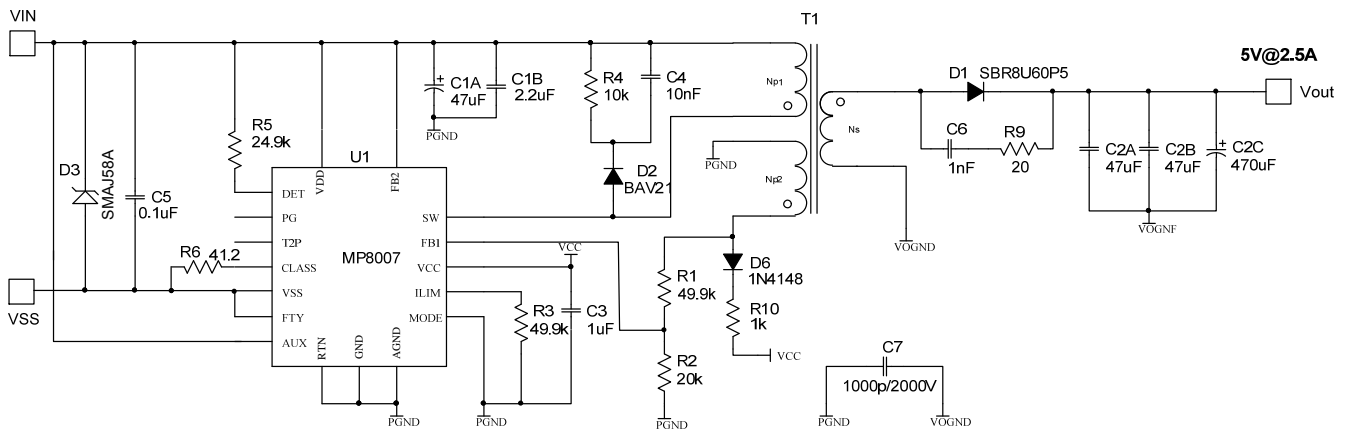 VIN
T1
5V@2.5A
C1A
47uF
C1B
2.2uF
R4
10k
C4
10nF
Np1
D1
SBR8U60P5
Vout
PGND
R5
24.9k
U1
Ns
C6
1nF
R9
20
C2A
47uF
C2B
47uF
C2C
470uF
D3
SMAJ58A
C5
0.1uF
VDD
FB2
D2
BAV21
PGND
Np2
DET
PG
T2P
CLASS
VSS
FTY
AUX
MP8007
SW
FB1
VCC
ILIM
MODE
RTN
GND
AGND
VOGND
VOGNF
R6
41.2
VCC
R1
49.9k
D6
1N4148
VSS
R3
49.9k
C3
1uF
R10
1k
VCC
R2
20k
C7
1000p/2000V
PGND
PGND
PGND
PGND
VOGND